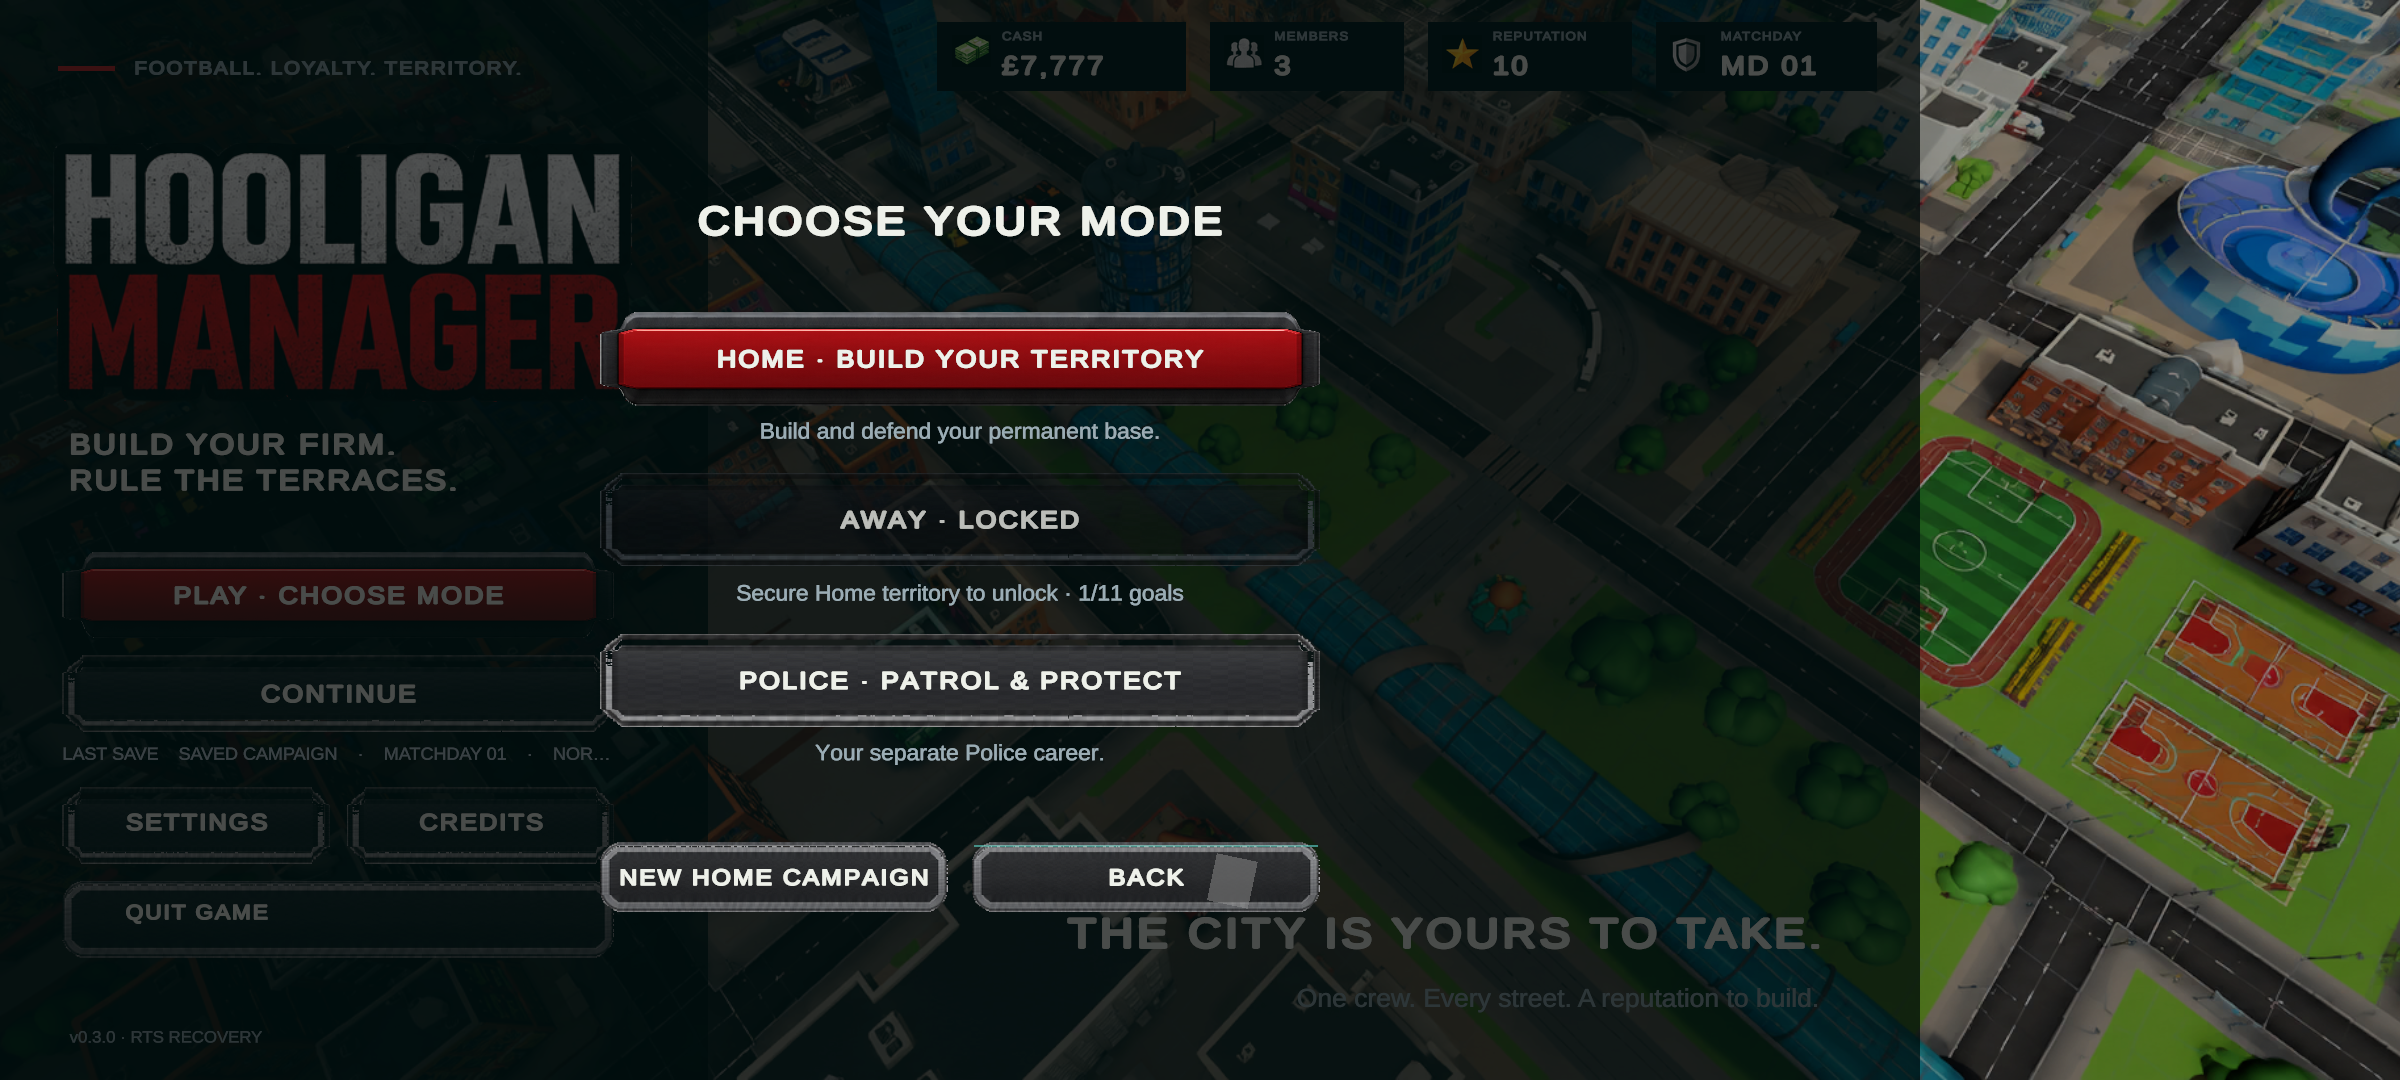 FOOTBALL. LOYALTY. TERRITORY.
CASH
£7,777
MEMBERS
3
REPUTATION
10
MATCHDAY
MD 01
HOOLIGAN
MANAGER
BUILD YOUR FIRM.
RULE THE TERRACES.
PLAY · CHOOSE MODE
CONTINUE
LAST SAVE SAVED CAMPAIGN · MATCHDAY 01 · NOR...
SETTINGS
CREDITS
QUIT GAME
v0.3.0 · RTS RECOVERY
CHOOSE YOUR MODE
HOME · BUILD YOUR TERRITORY
Build and defend your permanent base.
AWAY · LOCKED
Secure Home territory to unlock · 1/11 goals
POLICE · PATROL & PROTECT
Your separate Police career.
NEW HOME CAMPAIGN
BACK
THE CITY IS YOURS TO TAKE.
One crew. Every street. A reputation to build.